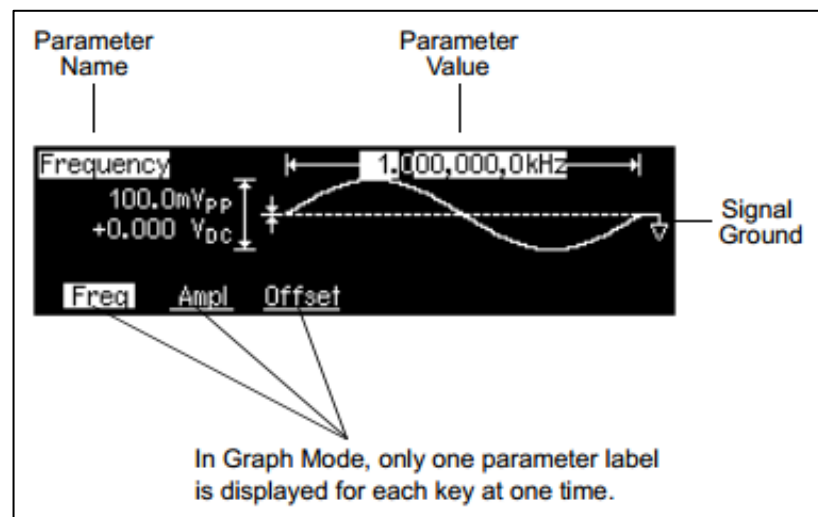 Parameter
Name
Parameter
Value
Frequency
1.000,000,0kHz
100.0mVPP
+0.000 VDC
Signal
Ground
Freq Ampl Offset
In Graph Mode, only one parameter label
is displayed for each key at one time.